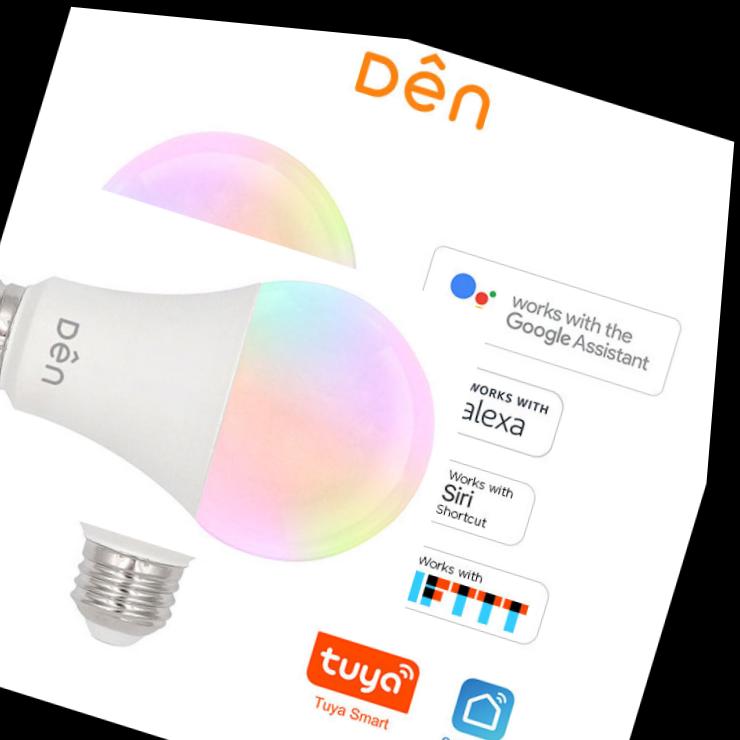 Dên
works with the
Google Assistant
WORKS WITH
alexa
Dên
Works with
Siri
Shortcut
Works with
IFTTT
tuya
Tuya Smart